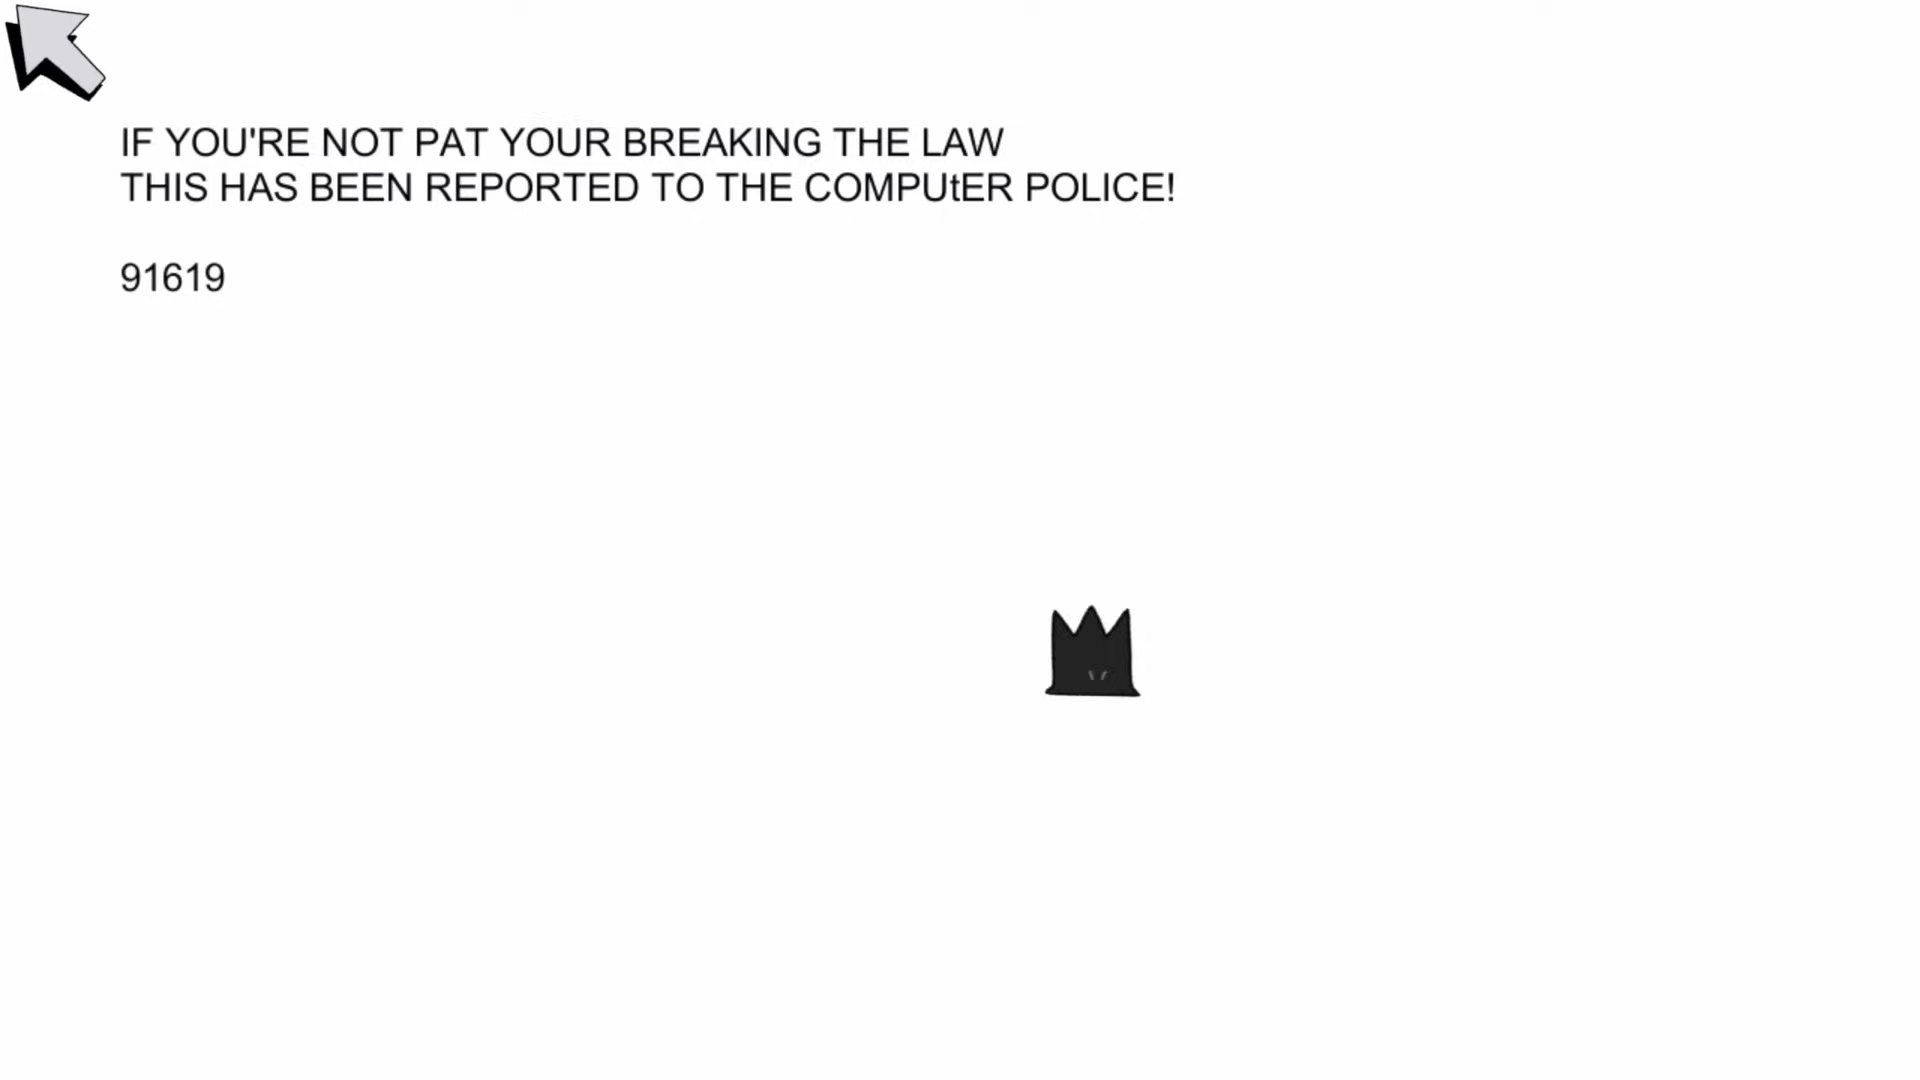 IF YOU'RE NOT PAT YOUR BREAKING THE LAW
THIS HAS BEEN REPORTED TO THE COMPUtER POLICE!
91619